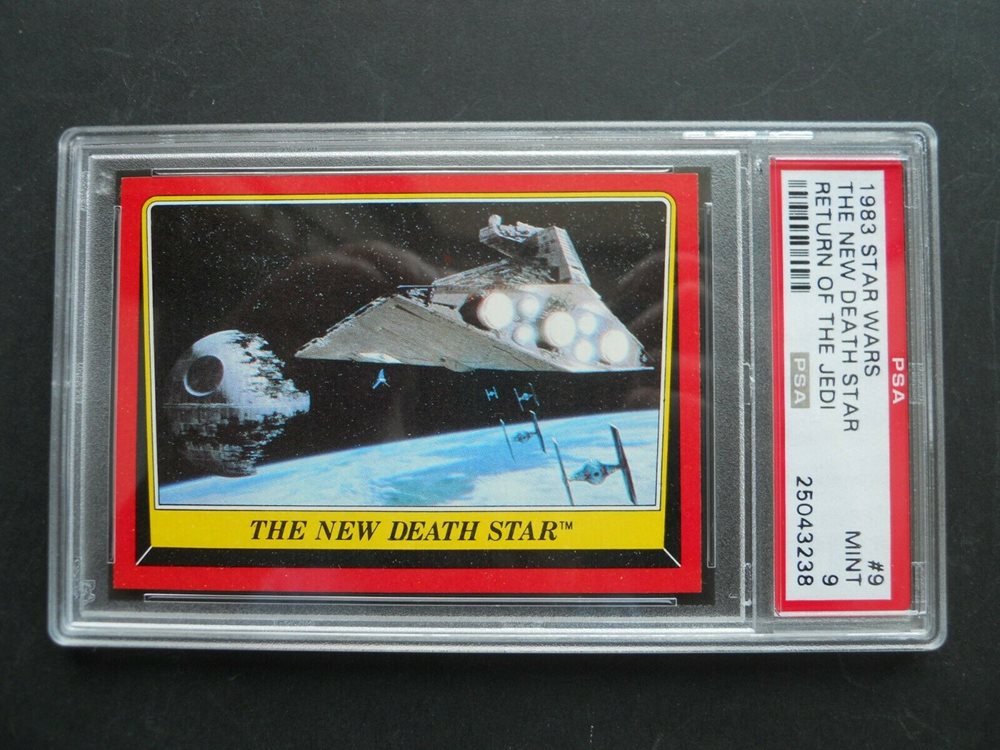 THE NEW DEATH STAR™
PSA
1983 STAR WARS #9
THE NEW DEATH STAR MINT
RETURN OF THE JEDI 9
PSA 25043238